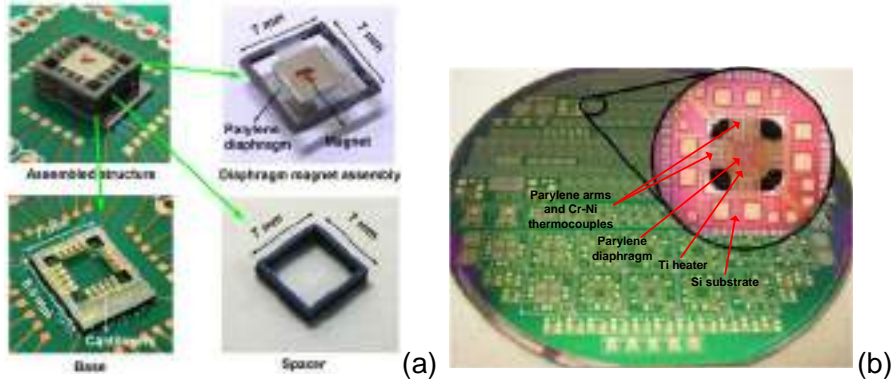 7 mm
7 mm
Parylene
diaphragm
Magnet
Assembled structure
Diaphragm magnet assembly
7 mm
7 mm
Cantilevers
Base
Spacer
(a)
Parylene arms
and Cr-Ni
thermocouples
Parylene
diaphragm
Ti heater
Si substrate
(b)